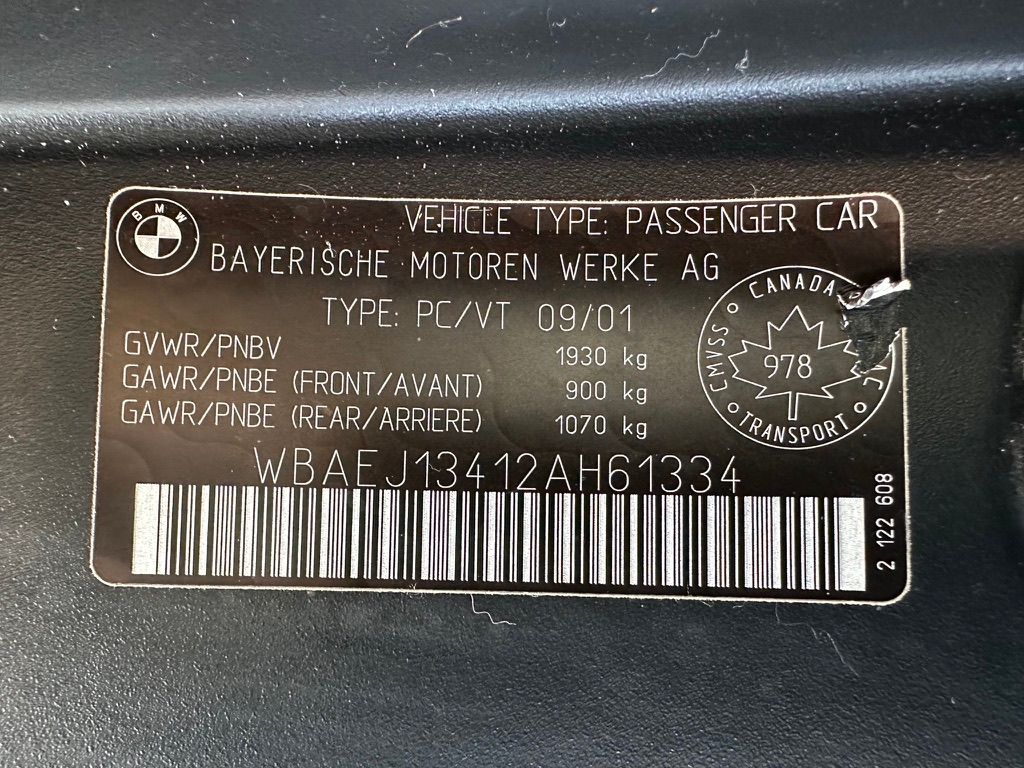 BMW
VEHICLE TYPE: PASSENGER CAR
BAYERISCHE MOTOREN WERKE AG
TYPE: PC/VT 09/01
GVWR/PNBV 1930 kg
GAWR/PNBE (FRONT/AVANT) 900 kg
GAWR/PNBE (REAR/ARRIERE) 1070 kg
CANADA
CMVSS
978
TRANSPORT
WBAEJ13412AH61334
2 122 608